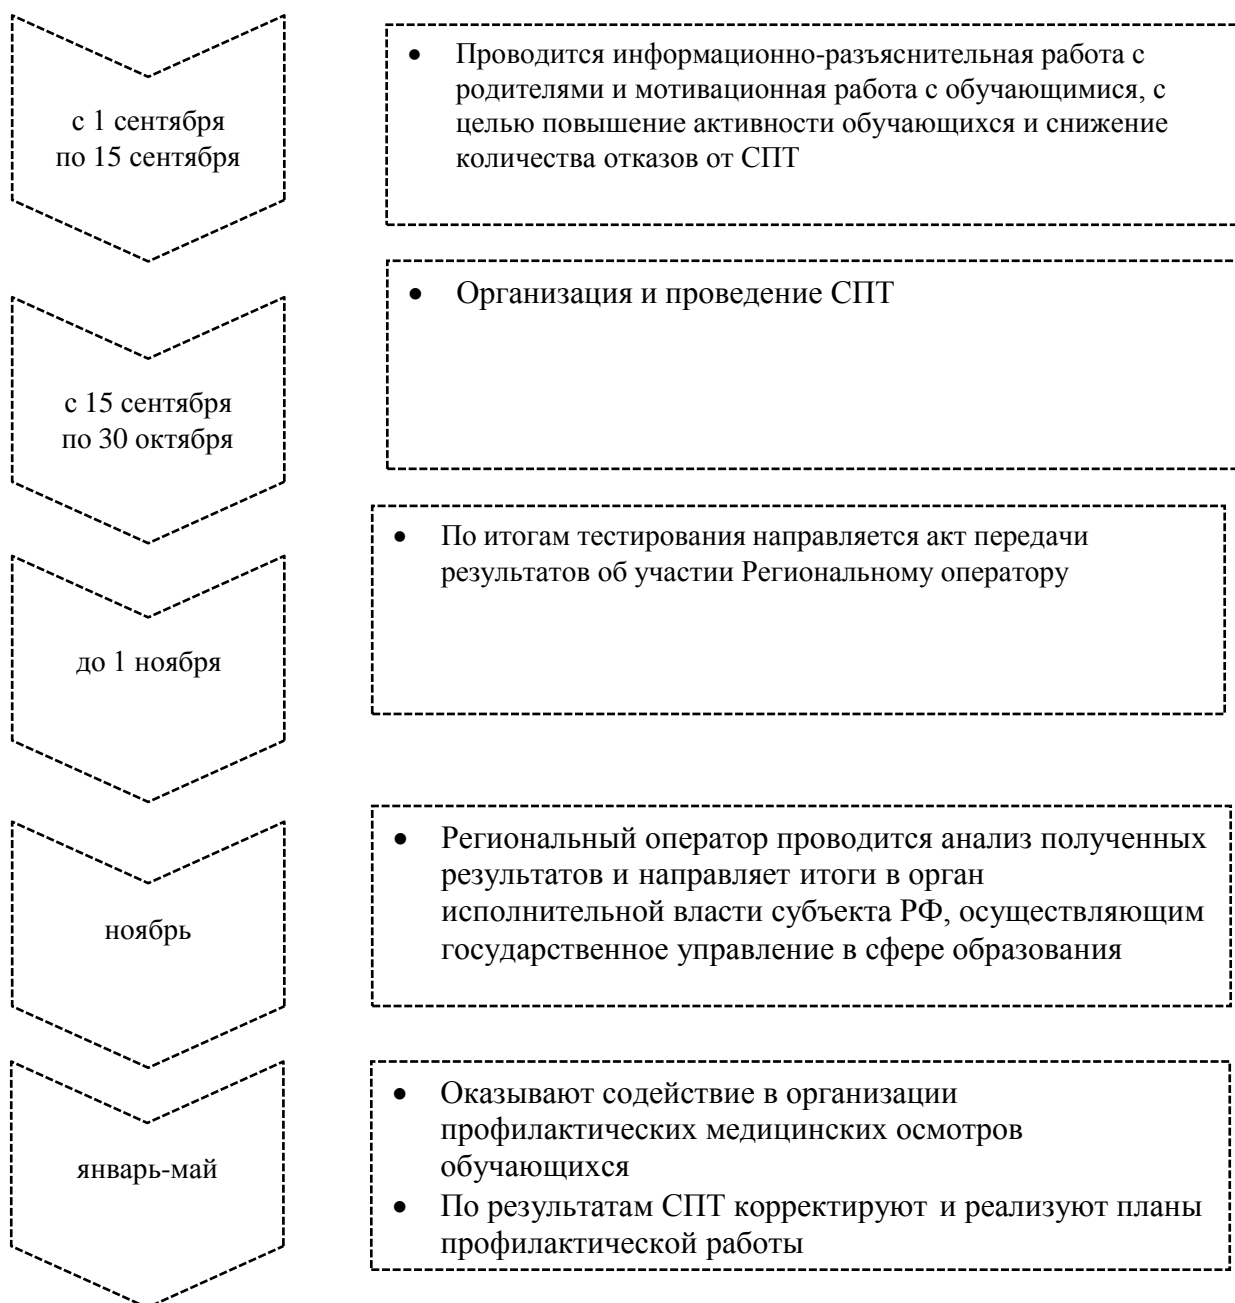 с 1 сентября
по 15 сентября
• Проводится информационно-разъяснительная работа с
родителями и мотивационная работа с обучающимися, с
целью повышение активности обучающихся и снижение
количества отказов от СПТ
с 15 сентября
по 30 октября
• Организация и проведение СПТ
до 1 ноября
• По итогам тестирования направляется акт передачи
результатов об участии Региональному оператору
ноябрь
• Региональный оператор проводится анализ полученных
результатов и направляет итоги в орган
исполнительной власти субъекта РФ, осуществляющим
государственное управление в сфере образования
январь-май
• Оказывают содействие в организации
профилактических медицинских осмотров
обучающихся
• По результатам СПТ корректируют и реализуют планы
профилактической работы